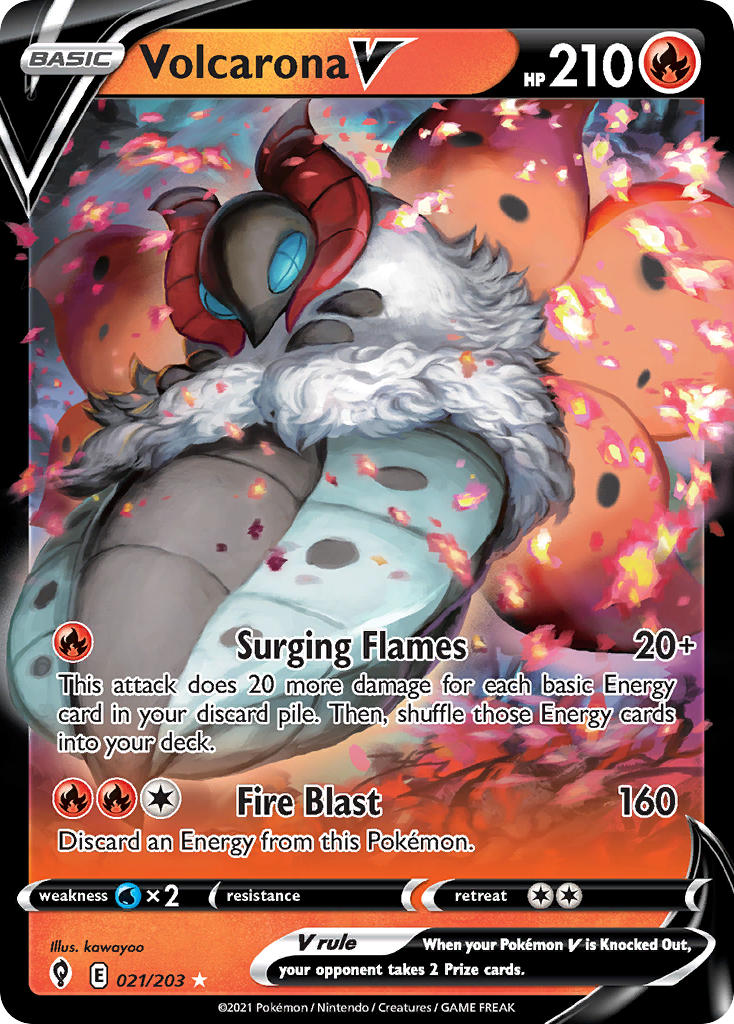 BASIC
Volcarona V
HP 210
Surging Flames 20+
This attack does 20 more damage for each basic Energy
card in your discard pile. Then, shuffle those Energy cards
into your deck.
Fire Blast 160
Discard an Energy from this Pokémon.
weakness ×2 resistance retreat
Illus. kawayoo
V rule When your Pokémon V is Knocked Out,
your opponent takes 2 Prize cards.
E 021/203
©2021 Pokémon / Nintendo / Creatures / GAME FREAK